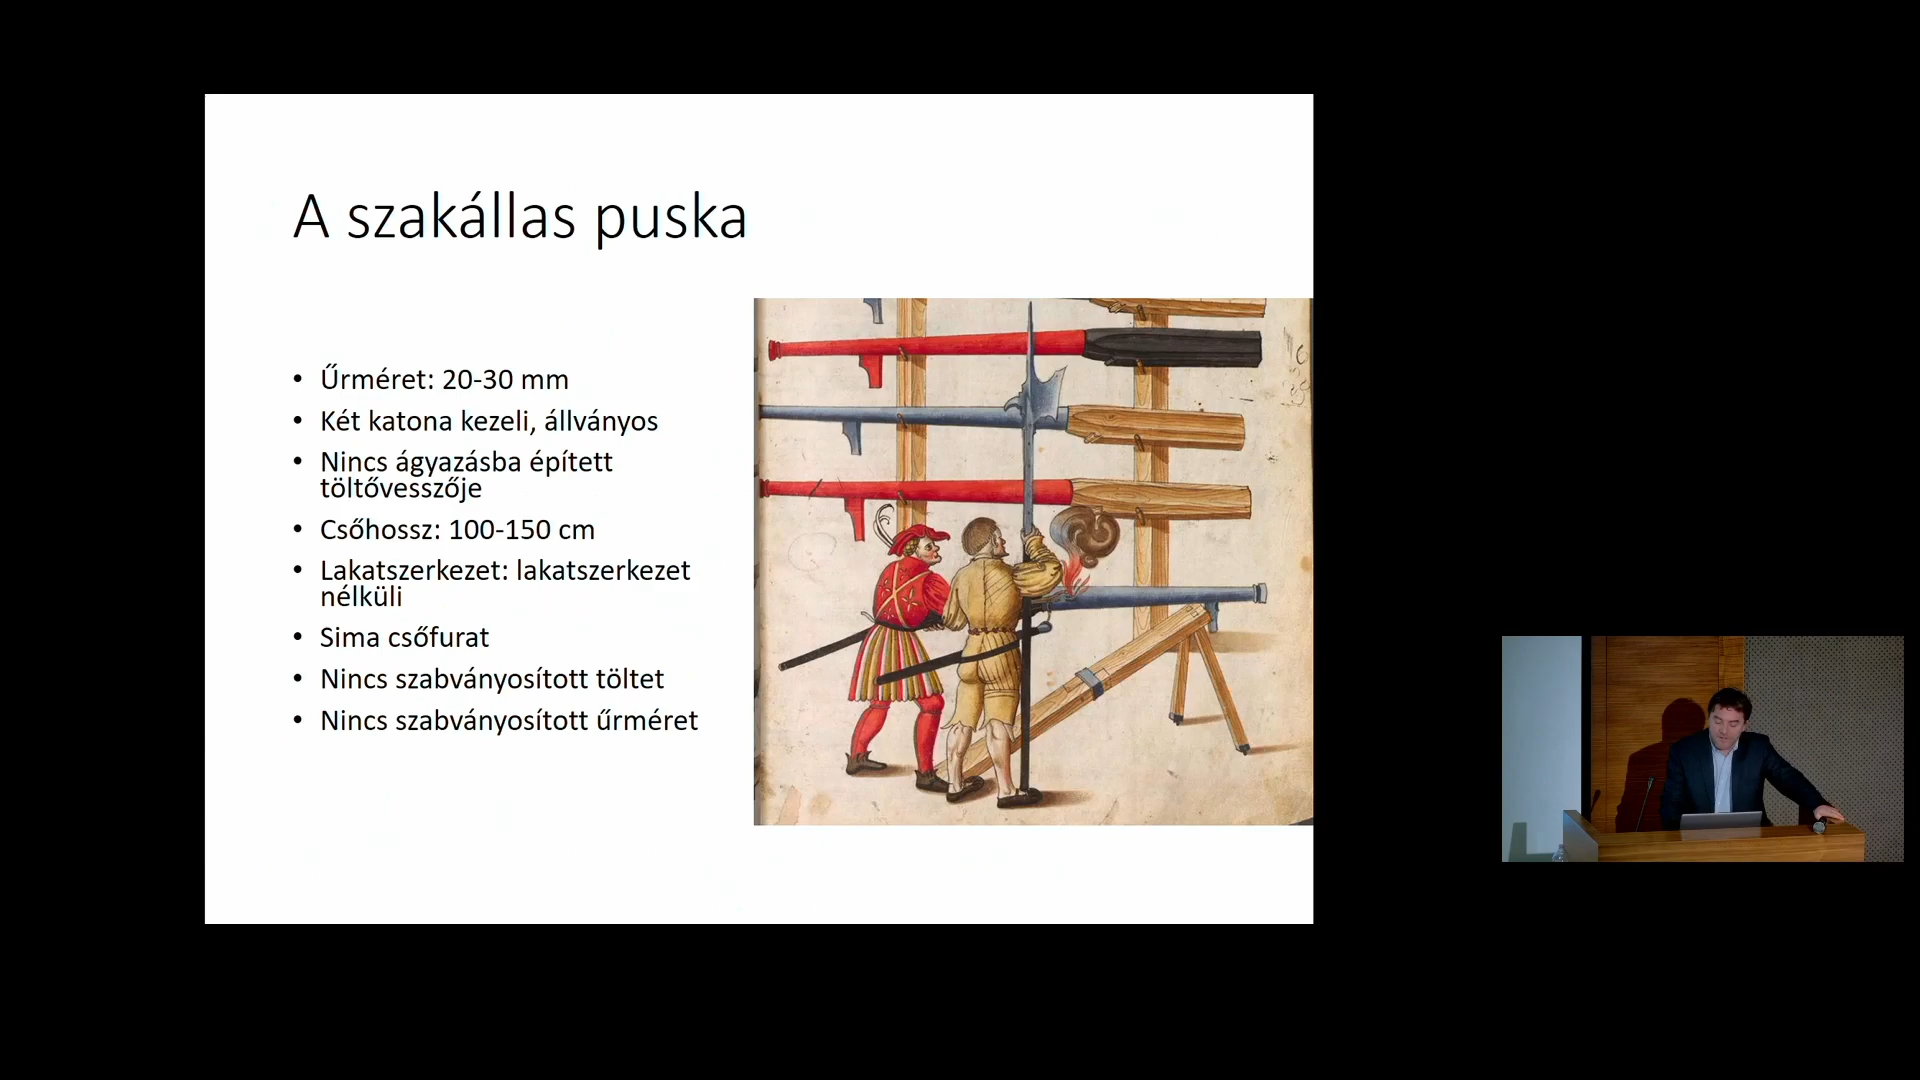 A szakállas puska
• Űrméret: 20-30 mm
• Két katona kezeli, állványos
• Nincs ágyazásba épített
töltővesszője
• Csőhossz: 100-150 cm
• Lakatszerkezet: lakatszerkezet
nélküli
• Sima csőfurat
• Nincs szabványosított töltet
• Nincs szabványosított űrméret